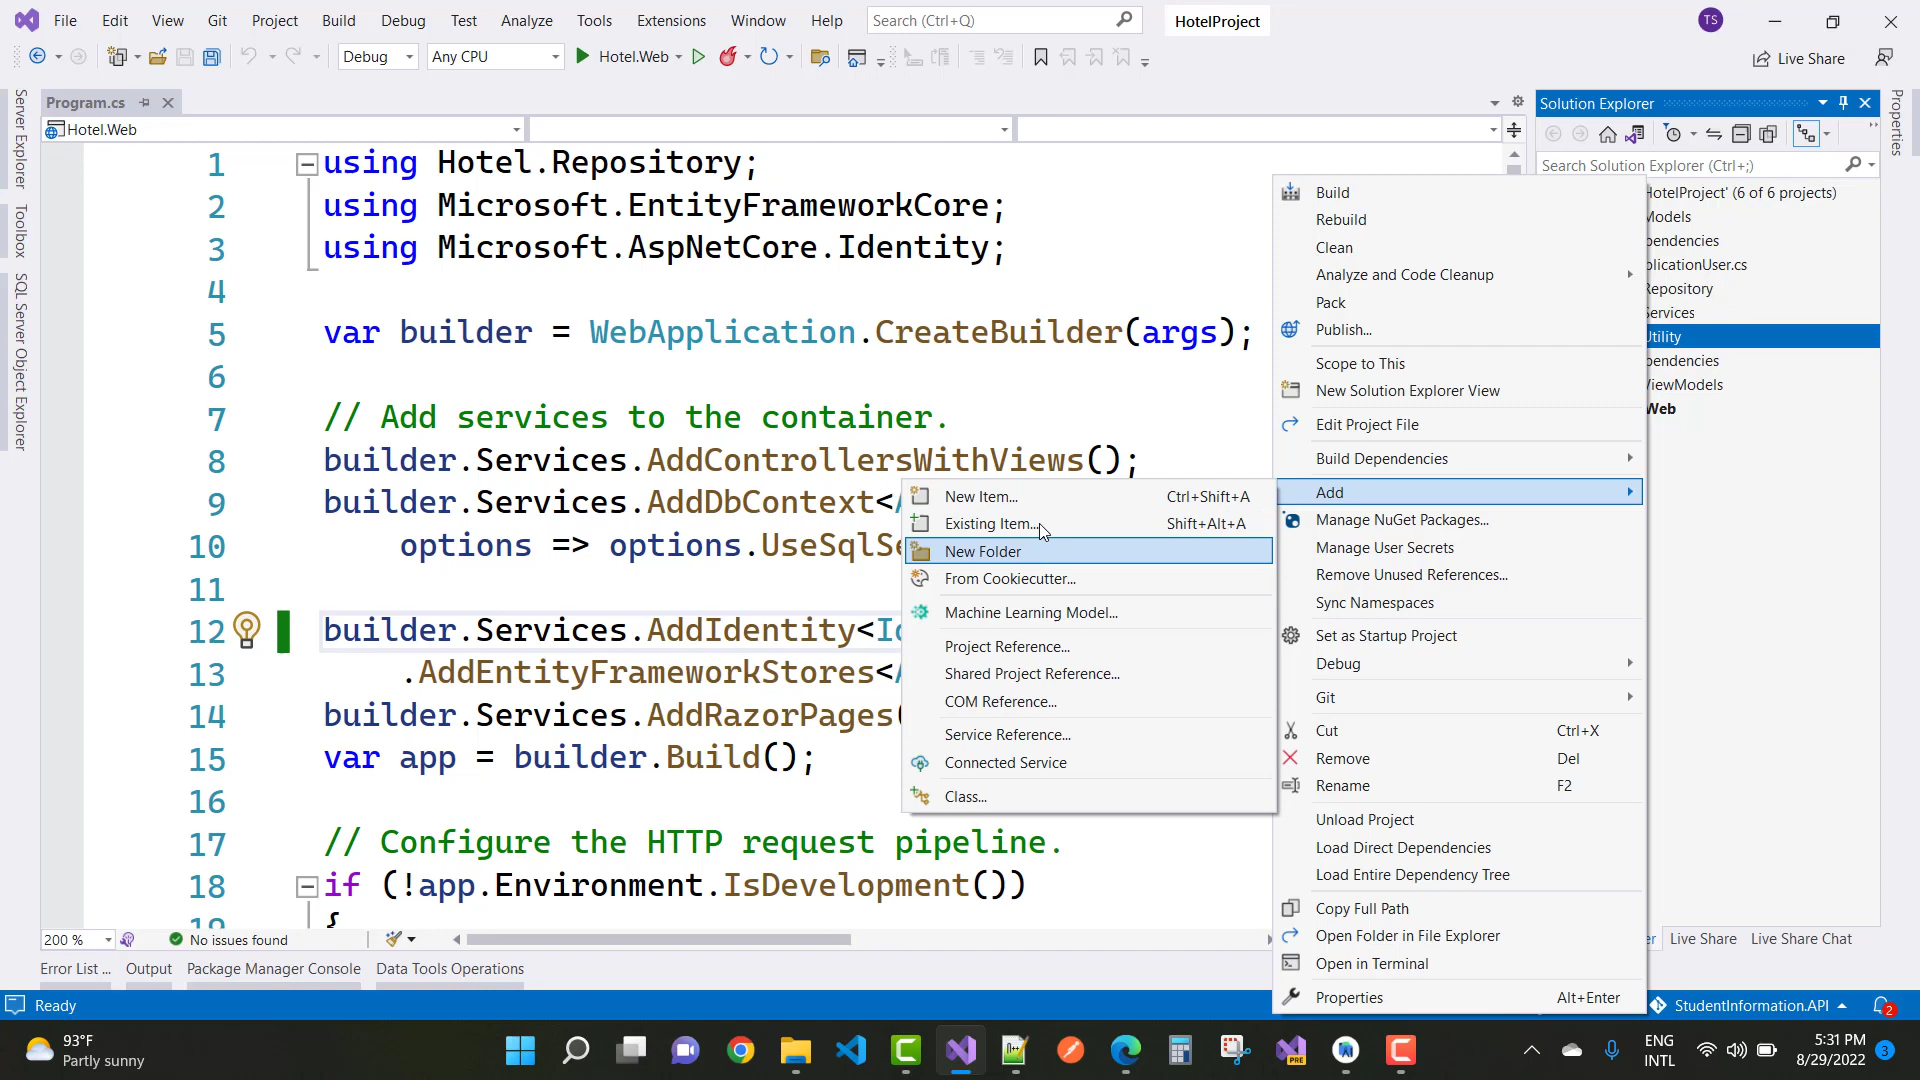 File Edit View Git Project Build Debug Test Analyze Tools Extensions Window Help Search (Ctrl+Q) HotelProject TS
Debug Any CPU Hotel.Web Live Share
Program.cs Solution Explorer
Hotel.Web
Search Solution Explorer (Ctrl+;)
Server Explorer
Toolbox
SQL Server Object Explorer
Properties
1 using Hotel.Repository;
2 using Microsoft.EntityFrameworkCore;
3 using Microsoft.AspNetCore.Identity;
4
5 var builder = WebApplication.CreateBuilder(args);
6
7 // Add services to the container.
8 builder.Services.AddControllersWithViews();
9 builder.Services.AddDbContext<
10 options => options.UseSqlSe
11
12 builder.Services.AddIdentity<Id
13 .AddEntityFrameworkStores<
14 builder.Services.AddRazorPages
15 var app = builder.Build();
16
17 // Configure the HTTP request pipeline.
18 if (!app.Environment.IsDevelopment())
19 {
New Item... Ctrl+Shift+A
Existing Item... Shift+Alt+A
New Folder
From Cookiecutter...
Machine Learning Model...
Project Reference...
Shared Project Reference...
COM Reference...
Service Reference...
Connected Service
Class...
Build
Rebuild
Clean
Analyze and Code Cleanup
Pack
Publish...
Scope to This
New Solution Explorer View
Edit Project File
Build Dependencies
Add
Manage NuGet Packages...
Manage User Secrets
Remove Unused References...
Sync Namespaces
Set as Startup Project
Debug
Git
Cut Ctrl+X
Remove Del
Rename F2
Unload Project
Load Direct Dependencies
Load Entire Dependency Tree
Copy Full Path
Open Folder in File Explorer
Open in Terminal
Properties Alt+Enter
HotelProject' (6 of 6 projects)
Models
pendencies
plicationUser.cs
Repository
Services
Utility
pendencies
ViewModels
Web
200 % No issues found
er Live Share Live Share Chat
Error List ... Output Package Manager Console Data Tools Operations
Ready StudentInformation.API 2
93°F
Partly sunny
PRE
ENG
INTL
5:31 PM
8/29/2022
3